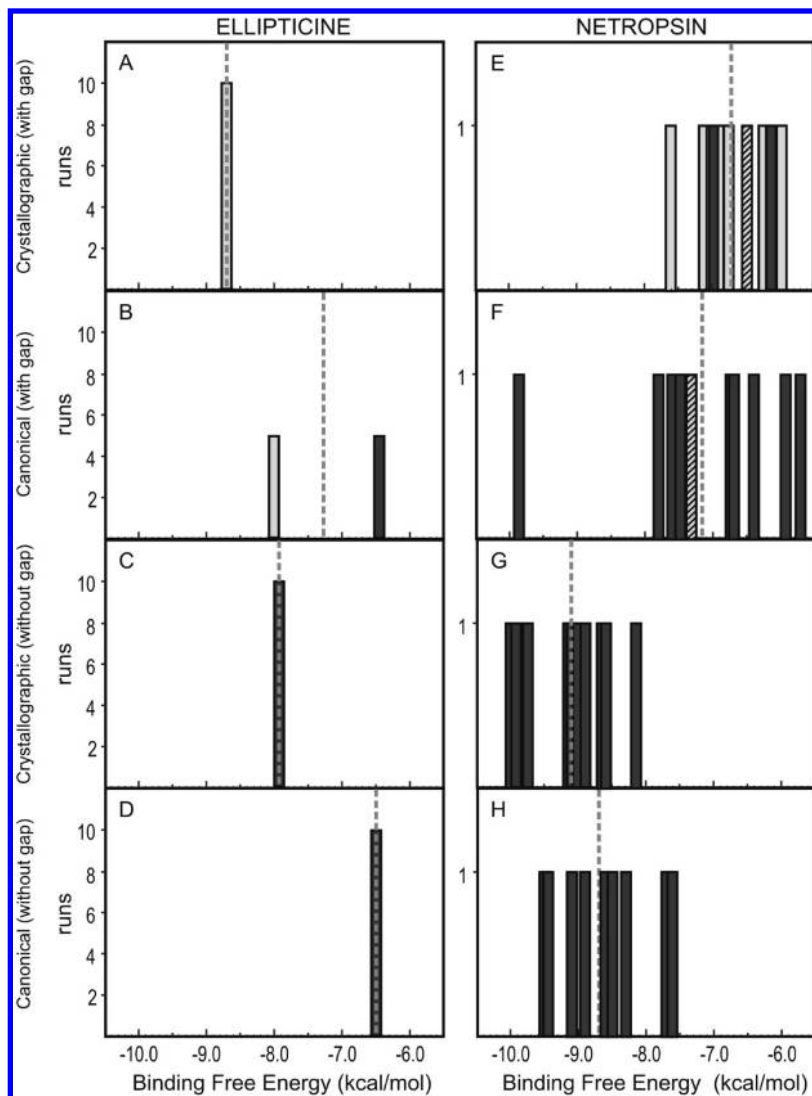 ELLIPTICINE
NETROPSIN
Crystallographic (with gap)
runs
10
8
6
4
2
A
1
E
Canonical (with gap)
runs
10
8
6
4
2
B
1
F
Crystallographic (without gap)
runs
10
8
6
4
2
C
1
G
Canonical (without gap)
runs
10
8
6
4
2
D
1
H
-10.0 -9.0 -8.0 -7.0 -6.0
-10.0 -9.0 -8.0 -7.0 -6.0
Binding Free Energy (kcal/mol)
Binding Free Energy (kcal/mol)